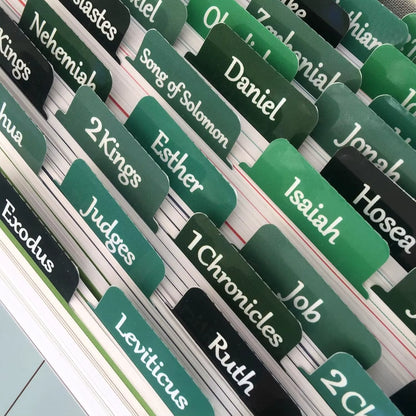 Nehemiah
Song of Solomon
Daniel
Zephaniah
2 Kings
Esther
Isaiah
Jonah
Hosea
Judges
1 Chronicles
Job
Exodus
Leviticus
Ruth
Kings